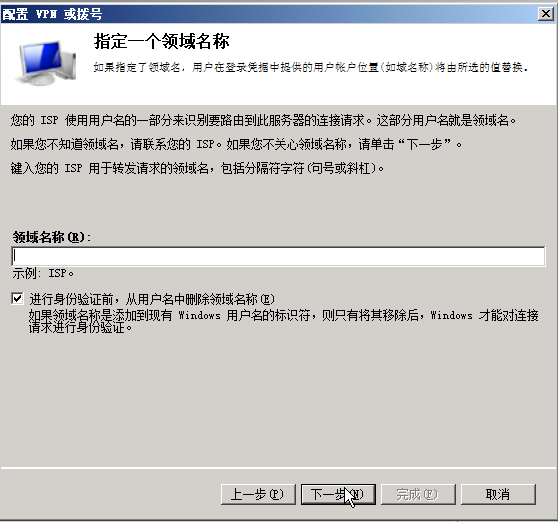 配置 VPN 或拨号
指定一个领域名称
如果指定了领域名，用户在登录凭据中提供的用户帐户位置(如域名称)将由所选的值替换。
您的 ISP 使用用户名的一部分来识别要路由到此服务器的连接请求。这部分用户名就是领域名。
如果您不知道领域名，请联系您的 ISP。如果您不关心领域名称，请单击“下一步”。
键入您的 ISP 用于转发请求的领域名，包括分隔符字符(句号或斜杠)。
领域名称(R):
示例: ISP。
进行身份验证前，从用户名中删除领域名称(E)
如果领域名称是添加到现有 Windows 用户名的标识符，则只有将其移除后，Windows 才能对连接
请求进行身份验证。
上一步(P) 下一步(N) 完成(F) 取消